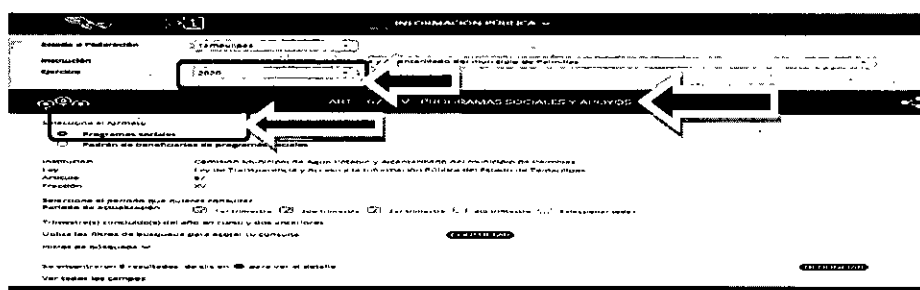 INFORMACIÓN PÚBLICA
Estado o Federación
Tamaulipas
Institución
Alcantarillado del municipio de
Ejercicio
2020
ART. - 67 - - PROGRAMAS SOCIALES Y APOYOS
Selecciona el formato
Programas sociales
Padrón de beneficiarios de programas sociales
Institución
Comisión Municipal de Agua Potable y Alcantarillado del municipio de
Ley
Ley de Transparencia y Acceso a la Información Pública del Estado de Tamaulipas
Artículo
67
Fracción
XV
Selecciona el periodo que quieres consultar
Periodo de actualización
1er trimestre 2do trimestre 3er trimestre 4to trimestre Seleccionar todos
Trimestre(s) concluido(s) del año en curso y dos anteriores
Utiliza los filtros de búsqueda para acotar tu consulta
CONSULTAR
Filtros de búsqueda
Se encontraron resultados, da clic en para ver el detalle
Ver todos los campos